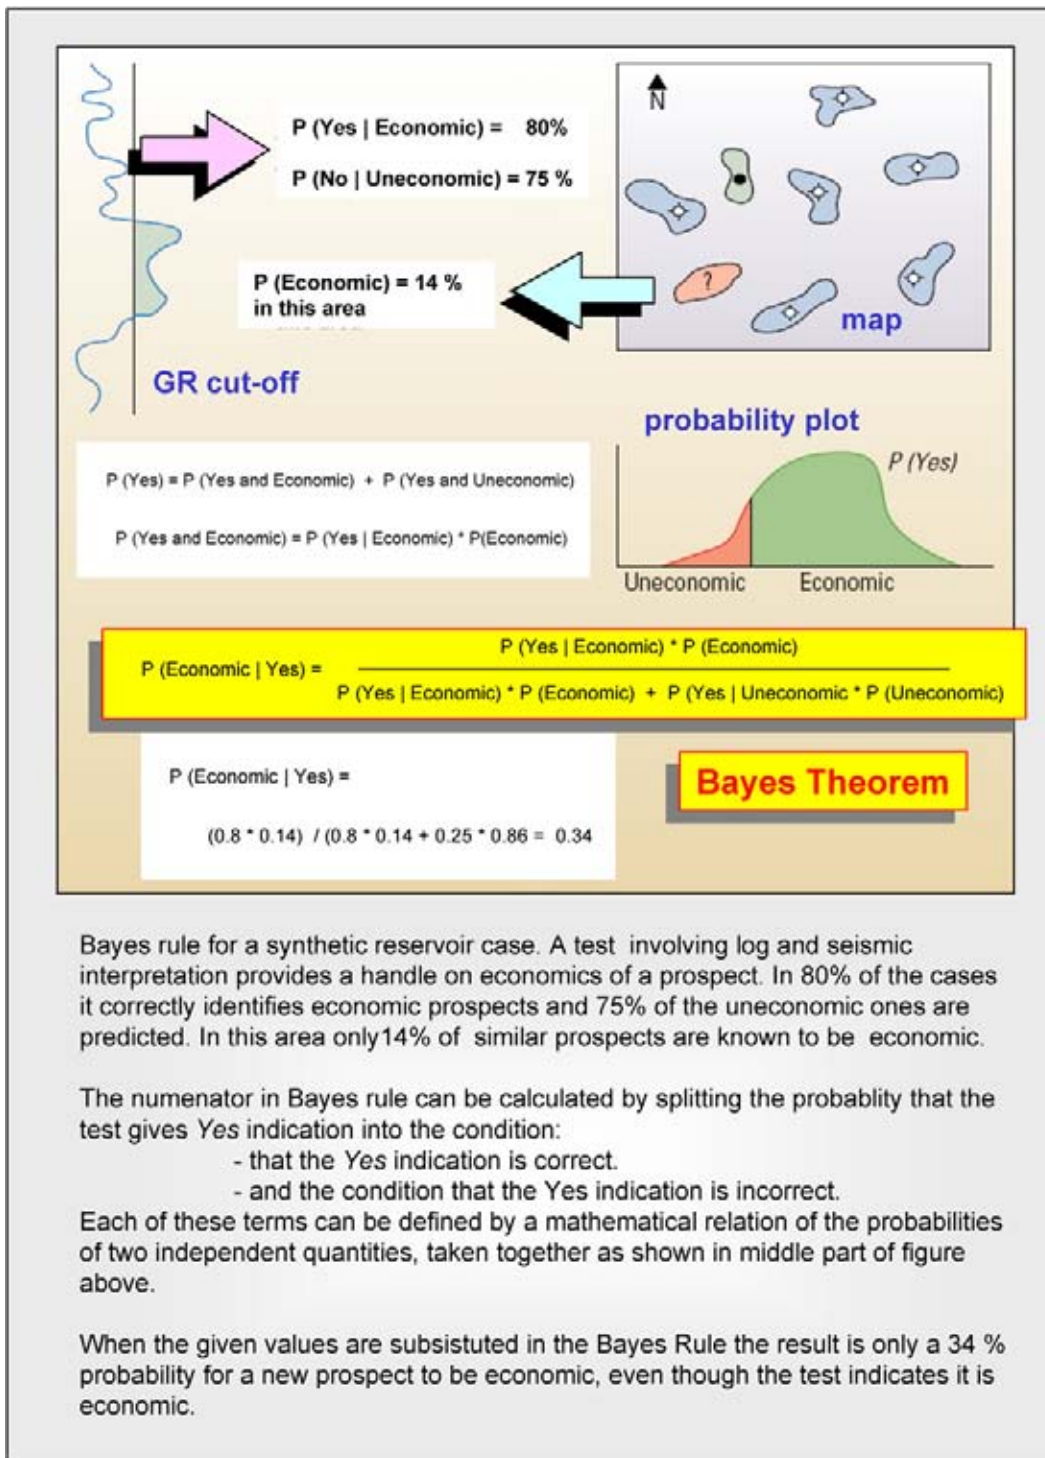 P (Yes | Economic) = 80%
P (No | Uneconomic) = 75 %
N
P (Economic) = 14 %
in this area
?
map
GR cut-off
probability plot
P (Yes)
Uneconomic Economic
P (Yes) = P (Yes and Economic) + P (Yes and Uneconomic)
P (Yes and Economic) = P (Yes | Economic) * P(Economic)
P (Yes | Economic) * P (Economic)
P (Economic | Yes) =
P (Yes | Economic) * P (Economic) + P (Yes | Uneconomic * P (Uneconomic)
P (Economic | Yes) =
Bayes Theorem
(0.8 * 0.14) / (0.8 * 0.14 + 0.25 * 0.86 = 0.34
Bayes rule for a synthetic reservoir case. A test involving log and seismic
interpretation provides a handle on economics of a prospect. In 80% of the cases
it correctly identifies economic prospects and 75% of the uneconomic ones are
predicted. In this area only14% of similar prospects are known to be economic.
The numenator in Bayes rule can be calculated by splitting the probablity that the
test gives Yes indication into the condition:
- that the Yes indication is correct.
- and the condition that the Yes indication is incorrect.
Each of these terms can be defined by a mathematical relation of the probabilities
of two independent quantities, taken together as shown in middle part of figure
above.
When the given values are subsistuted in the Bayes Rule the result is only a 34 %
probability for a new prospect to be economic, even though the test indicates it is
economic.